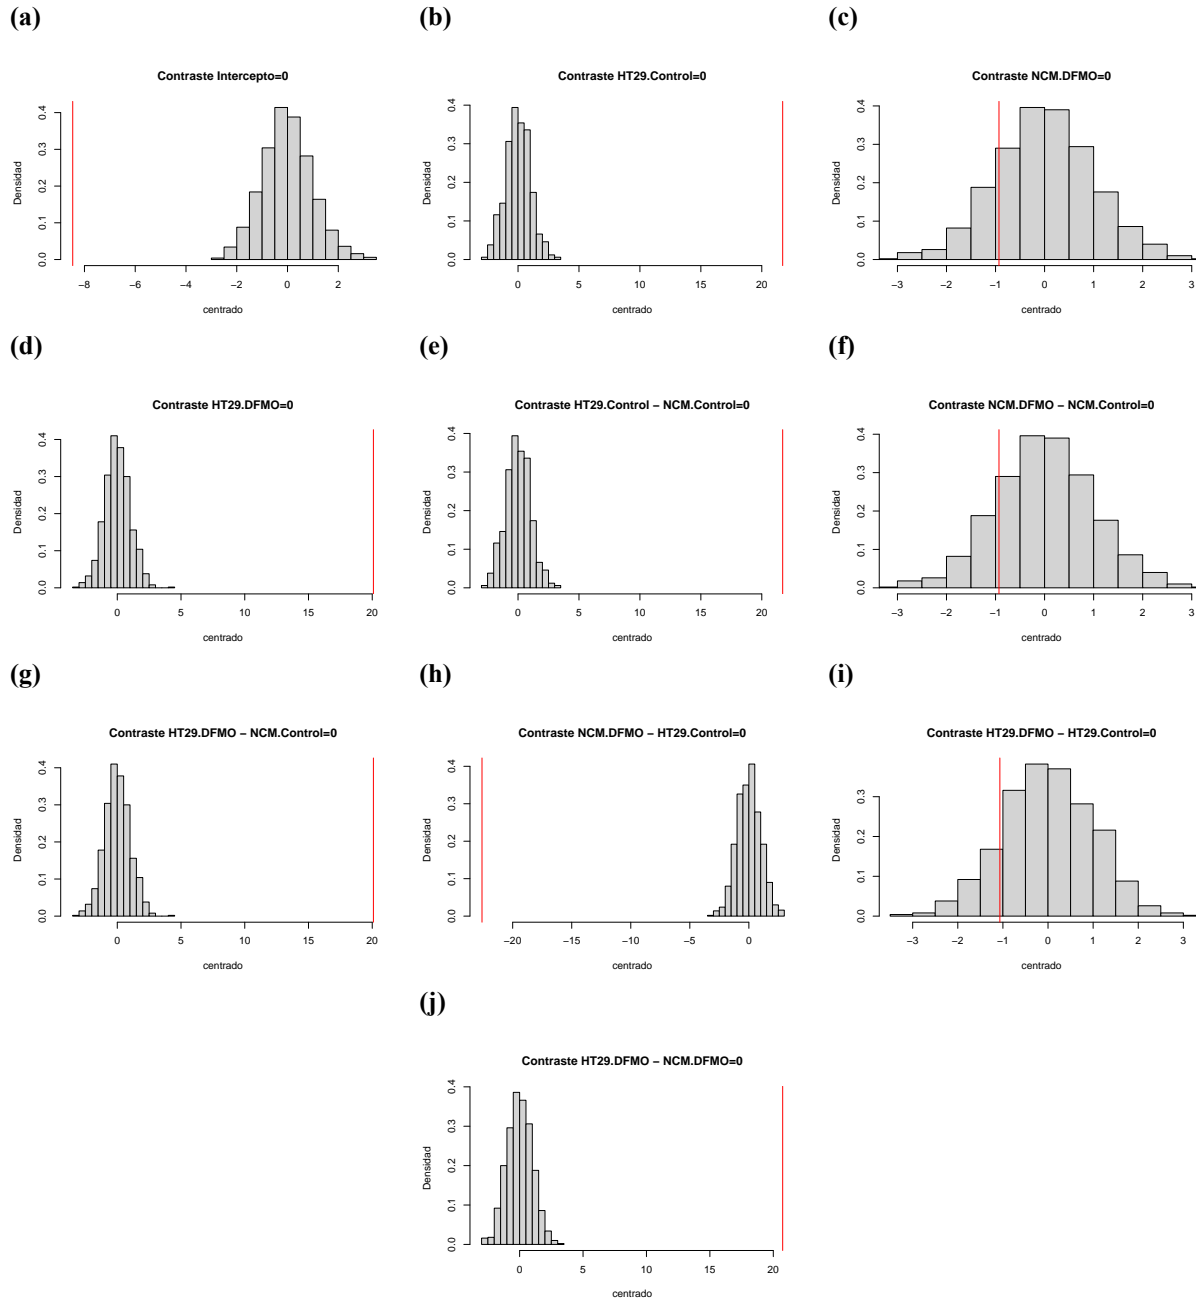 (a)
Contraste Intercepto=0
Densidad
0.0 0.1 0.2 0.3 0.4
−8 −6 −4 −2 0 2
centrado
(b)
Contraste HT29.Control=0
Densidad
0.0 0.1 0.2 0.3 0.4
0 5 10 15 20
centrado
(c)
Contraste NCM.DFMO=0
Densidad
0.0 0.1 0.2 0.3 0.4
−3 −2 −1 0 1 2 3
centrado
(d)
Contraste HT29.DFMO=0
Densidad
0.0 0.1 0.2 0.3 0.4
0 5 10 15 20
centrado
(e)
Contraste HT29.Control − NCM.Control=0
Densidad
0.0 0.1 0.2 0.3 0.4
0 5 10 15 20
centrado
(f)
Contraste NCM.DFMO − NCM.Control=0
Densidad
0.0 0.1 0.2 0.3 0.4
−3 −2 −1 0 1 2 3
centrado
(g)
Contraste HT29.DFMO − NCM.Control=0
Densidad
0.0 0.1 0.2 0.3 0.4
0 5 10 15 20
centrado
(h)
Contraste NCM.DFMO − HT29.Control=0
Densidad
0.0 0.1 0.2 0.3 0.4
−20 −15 −10 −5 0
centrado
(i)
Contraste HT29.DFMO − HT29.Control=0
Densidad
0.0 0.1 0.2 0.3
−3 −2 −1 0 1 2 3
centrado
(j)
Contraste HT29.DFMO − NCM.DFMO=0
Densidad
0.0 0.1 0.2 0.3 0.4
0 5 10 15 20
centrado